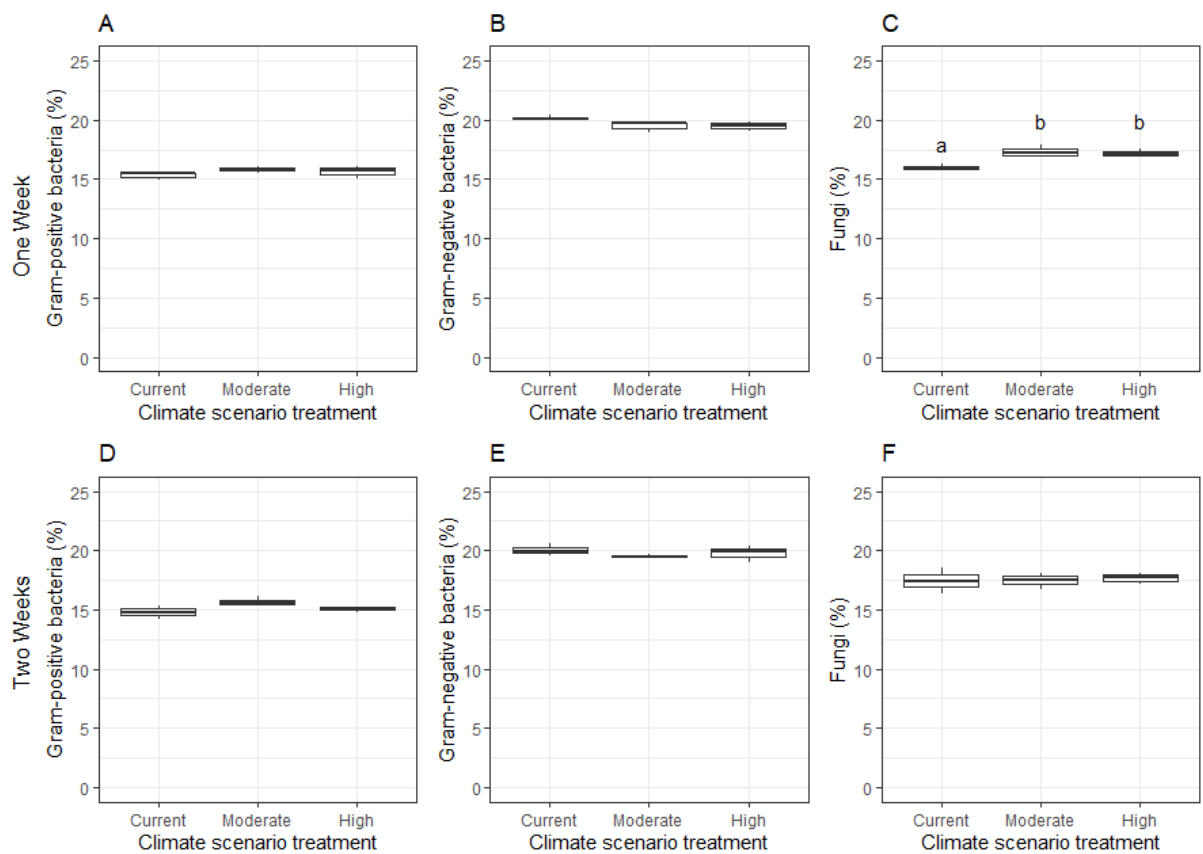 A
One Week
Gram-positive bacteria (%)
25
20
15
10
5
0
Current Moderate High
Climate scenario treatment
B
Gram-negative bacteria (%)
25
20
15
10
5
0
Current Moderate High
Climate scenario treatment
C
Fungi (%)
25
20
15
10
5
0
a
b
b
Current Moderate High
Climate scenario treatment
D
Two Weeks
Gram-positive bacteria (%)
25
20
15
10
5
0
Current Moderate High
Climate scenario treatment
E
Gram-negative bacteria (%)
25
20
15
10
5
0
Current Moderate High
Climate scenario treatment
F
Fungi (%)
25
20
15
10
5
0
Current Moderate High
Climate scenario treatment